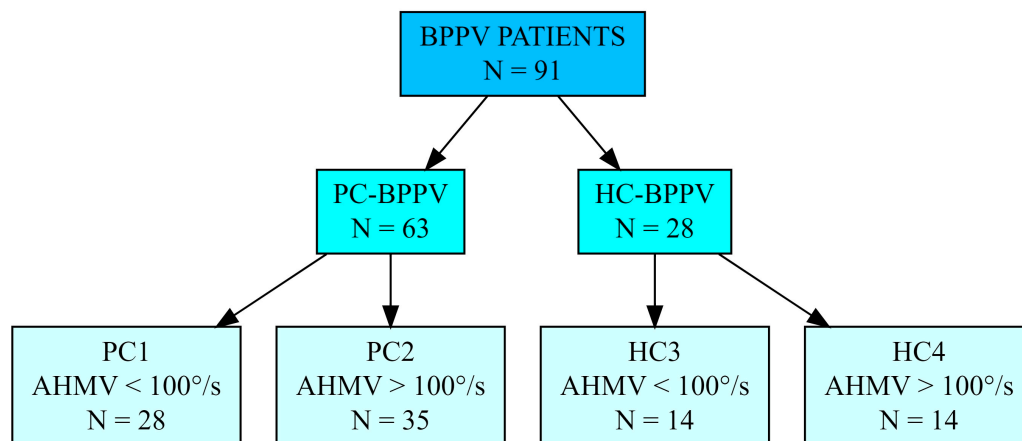 BPPV PATIENTS
N = 91
PC-BPPV
N = 63
HC-BPPV
N = 28
PC1
AHMV < 100°/s
N = 28
PC2
AHMV > 100°/s
N = 35
HC3
AHMV < 100°/s
N = 14
HC4
AHMV > 100°/s
N = 14